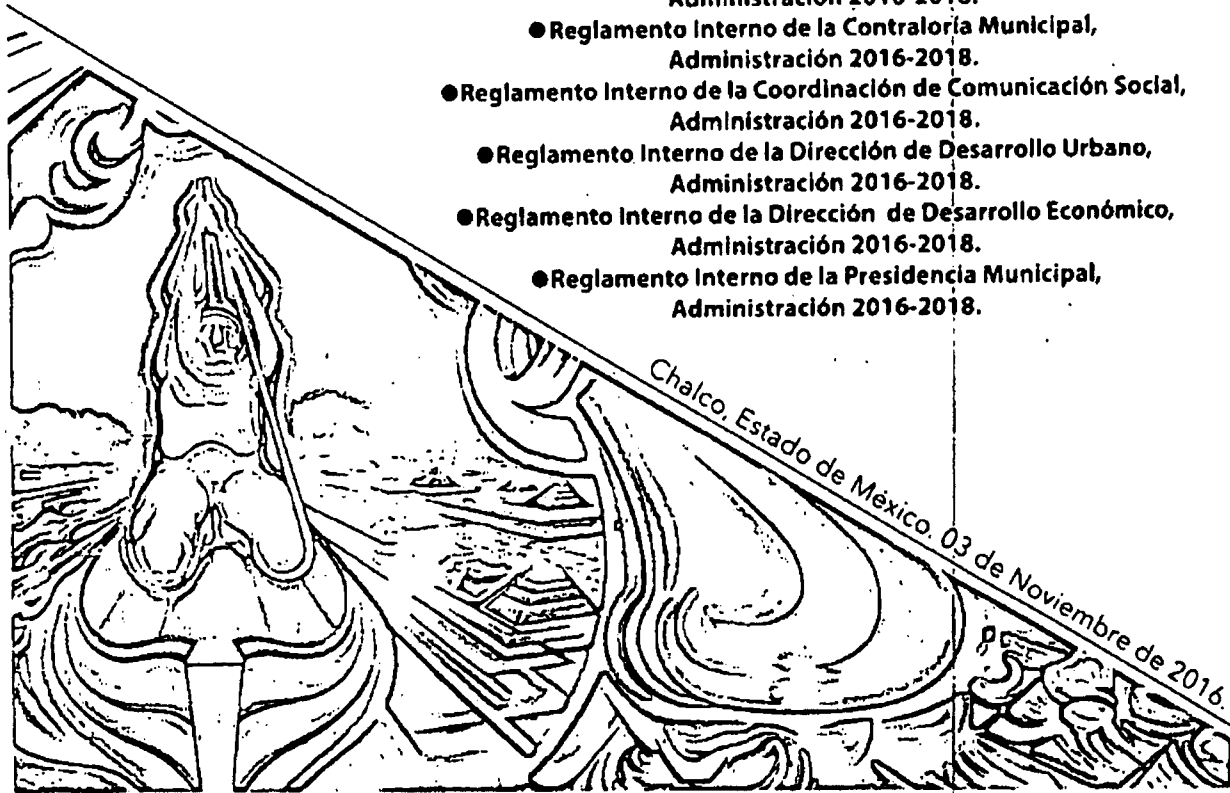 Administración 2016-2018.
●Reglamento Interno de la Contraloría Municipal,
Administración 2016-2018.
●Reglamento Interno de la Coordinación de Comunicación Social,
Administración 2016-2018.
●Reglamento Interno de la Dirección de Desarrollo Urbano,
Administración 2016-2018.
●Reglamento Interno de la Dirección de Desarrollo Económico,
Administración 2016-2018.
●Reglamento Interno de la Presidencia Municipal,
Administración 2016-2018.
Chalco, Estado de México. 03 de Noviembre de 2016.